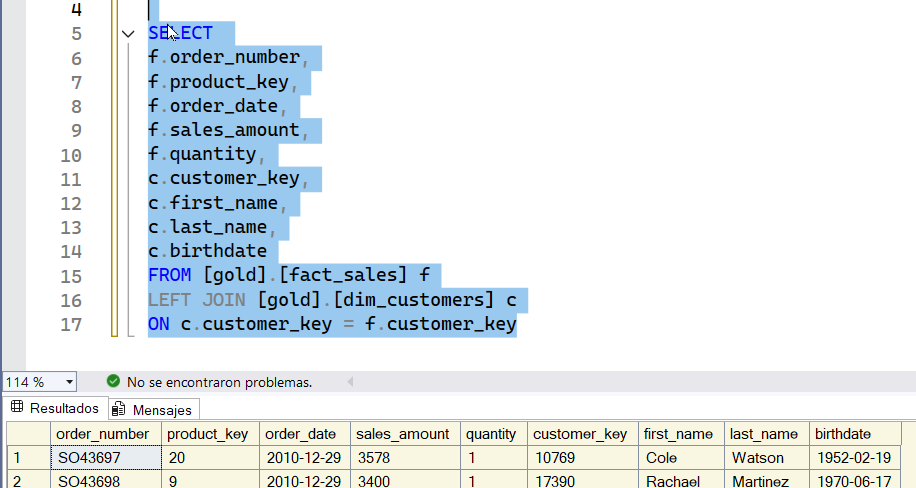 4
5 SELECT
6 f.order_number,
7 f.product_key,
8 f.order_date,
9 f.sales_amount,
10 f.quantity,
11 c.customer_key,
12 c.first_name,
13 c.last_name,
14 c.birthdate
15 FROM [gold].[fact_sales] f
16 LEFT JOIN [gold].[dim_customers] c
17 ON c.customer_key = f.customer_key
114 % No se encontraron problemas.
Resultados Mensajes
order_number product_key order_date sales_amount quantity customer_key first_name last_name birthdate
1 SO43697 20 2010-12-29 3578 1 10769 Cole Watson 1952-02-19
2 SO43698 9 2010-12-29 3400 1 17390 Rachael Martinez 1970-06-17